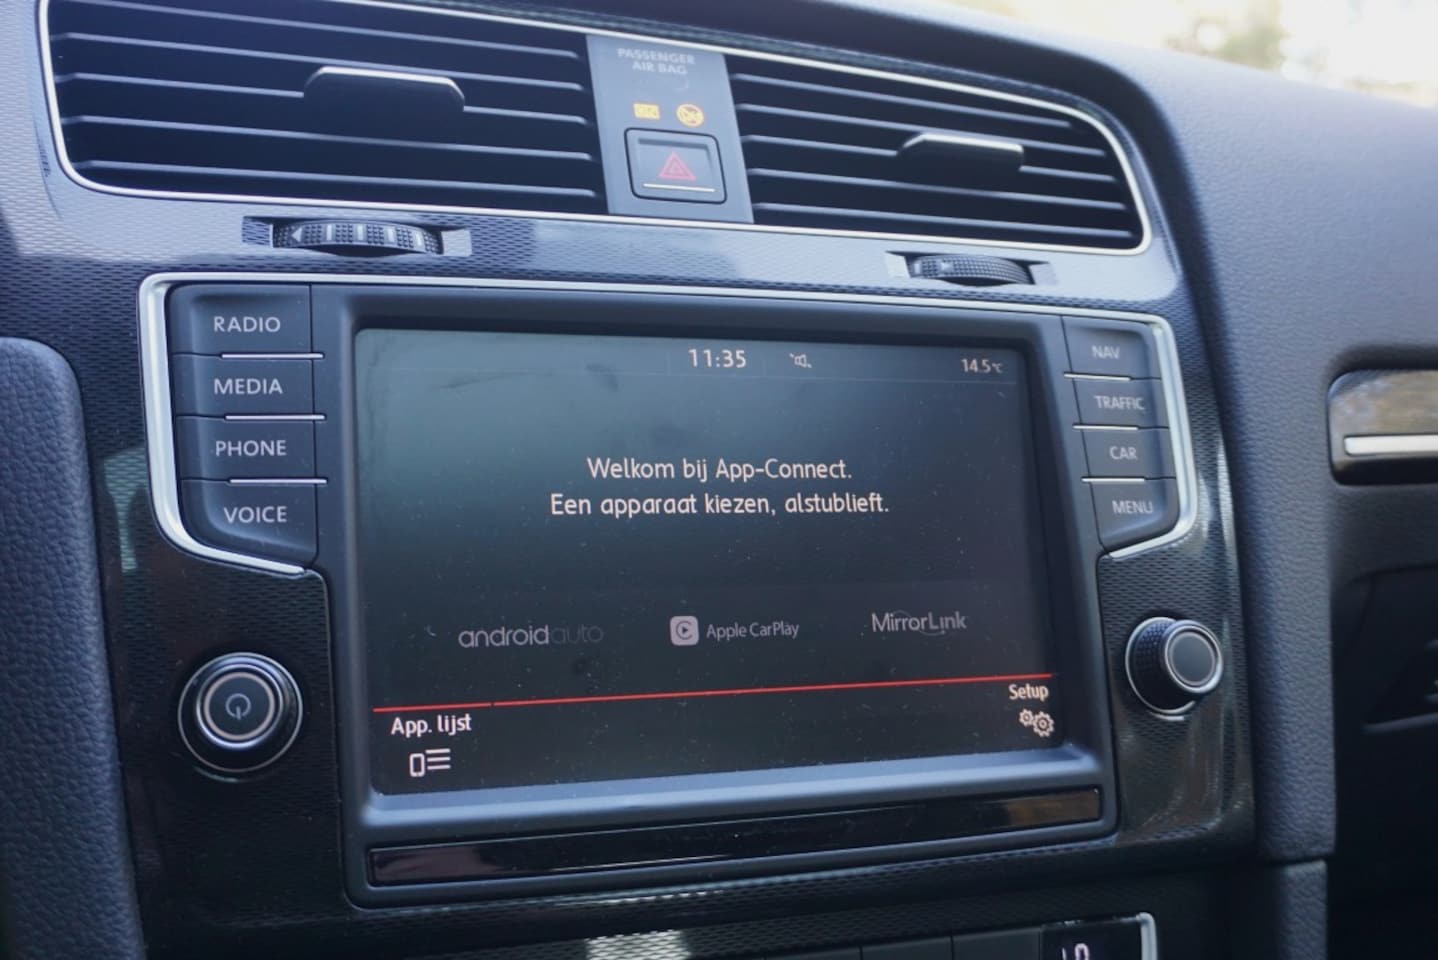 PASSENGER
AIR BAG
RADIO
MEDIA
PHONE
VOICE
11:35
14.5°C
Welkom bij App-Connect.
Een apparaat kiezen, alstublieft.
androidauto
Apple CarPlay
MirrorLink
App. lijst
Setup
NAV
TRAFFIC
CAR
MENU